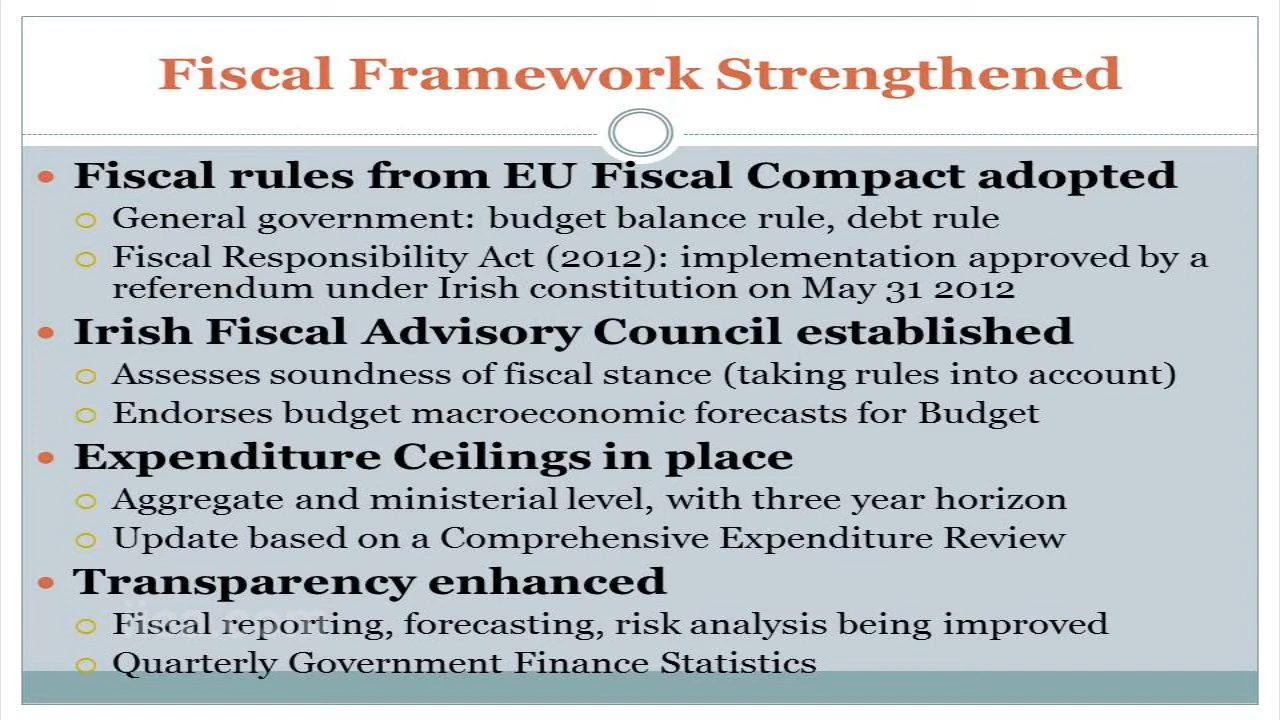 Fiscal Framework Strengthened
Fiscal rules from EU Fiscal Compact adopted
General government: budget balance rule, debt rule
Fiscal Responsibility Act (2012): implementation approved by a
referendum under Irish constitution on May 31 2012
Irish Fiscal Advisory Council established
Assesses soundness of fiscal stance (taking rules into account)
Endorses budget macroeconomic forecasts for Budget
Expenditure Ceilings in place
Aggregate and ministerial level, with three year horizon
Update based on a Comprehensive Expenditure Review
Transparency enhanced
Fiscal reporting, forecasting, risk analysis being improved
Quarterly Government Finance Statistics